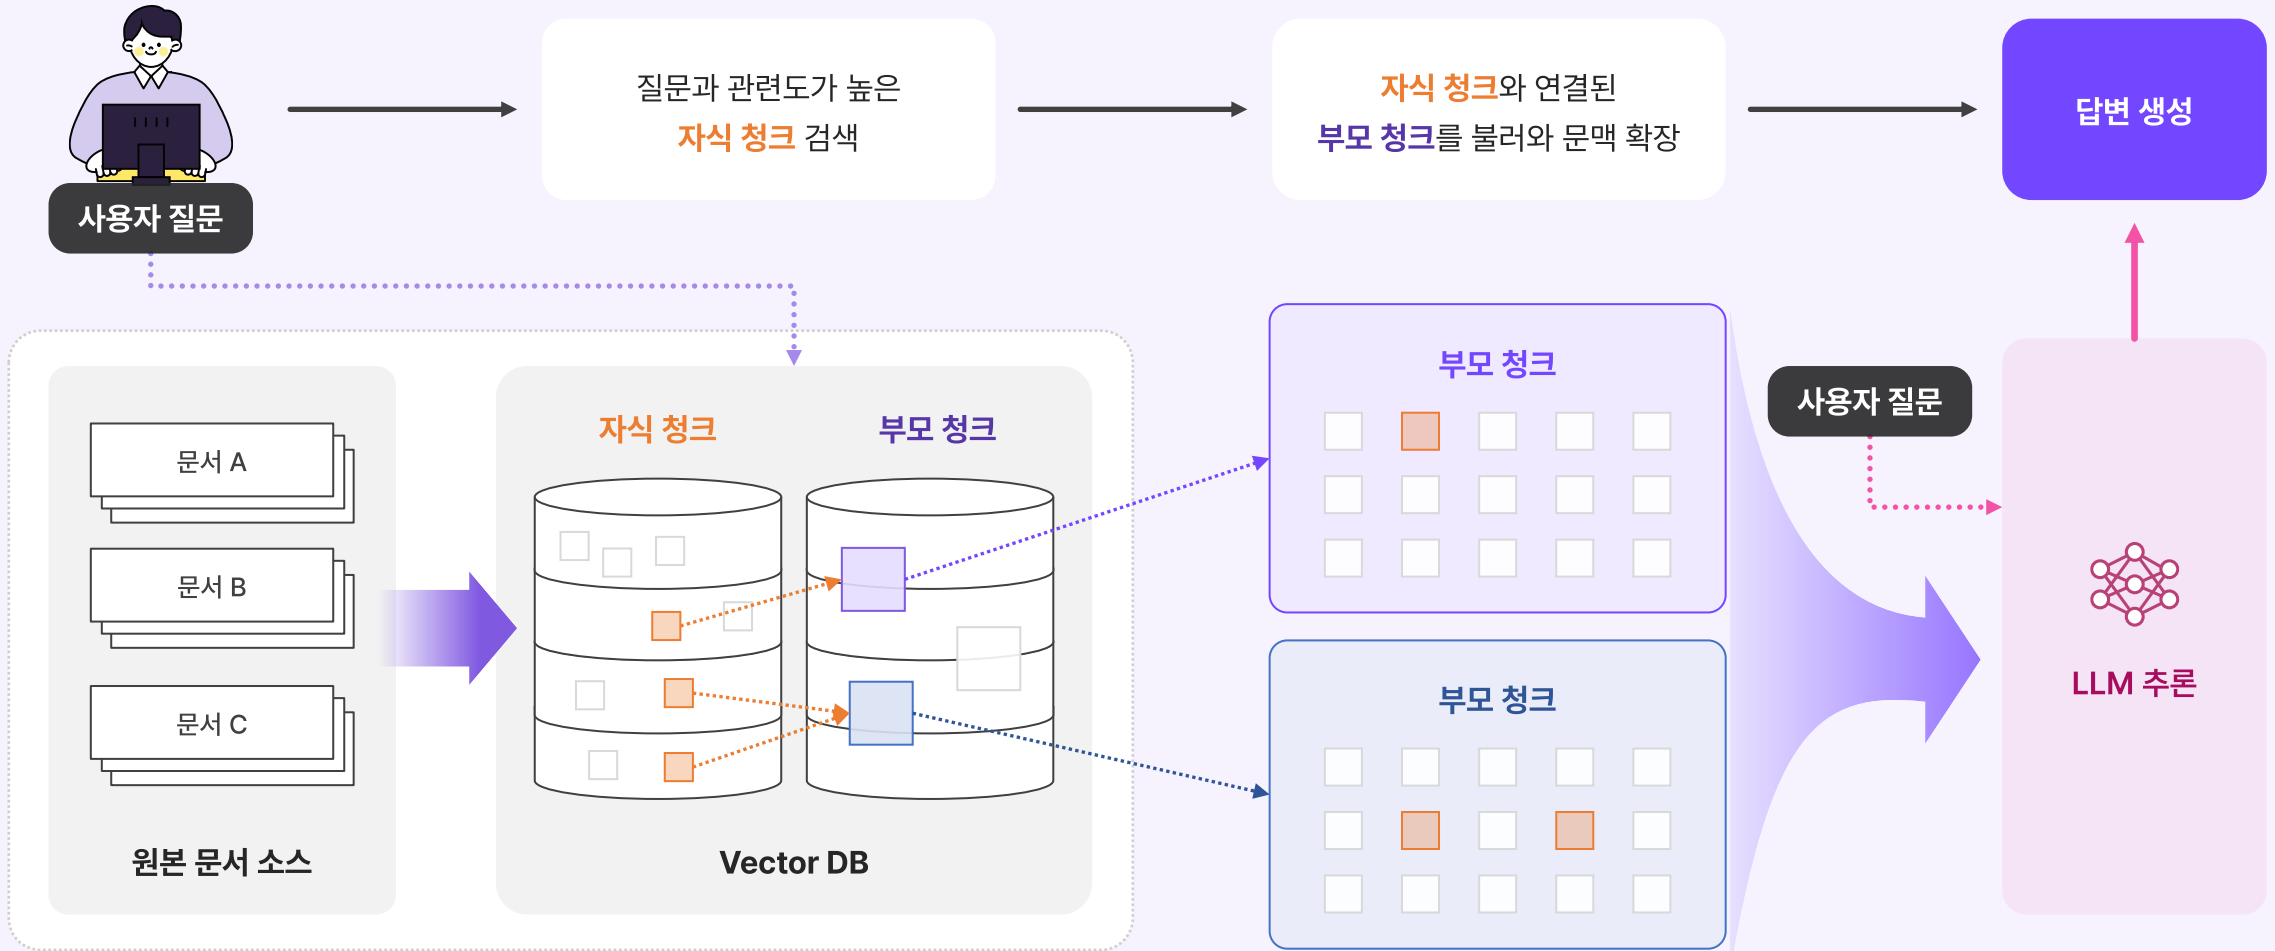 질문과 관련도가 높은
자식 청크 검색
자식 청크와 연결된
부모 청크를 불러와 문맥 확장
답변 생성
사용자 질문
문서 A
문서 B
문서 C
원본 문서 소스
자식 청크
부모 청크
Vector DB
부모 청크
부모 청크
사용자 질문
LLM 추론